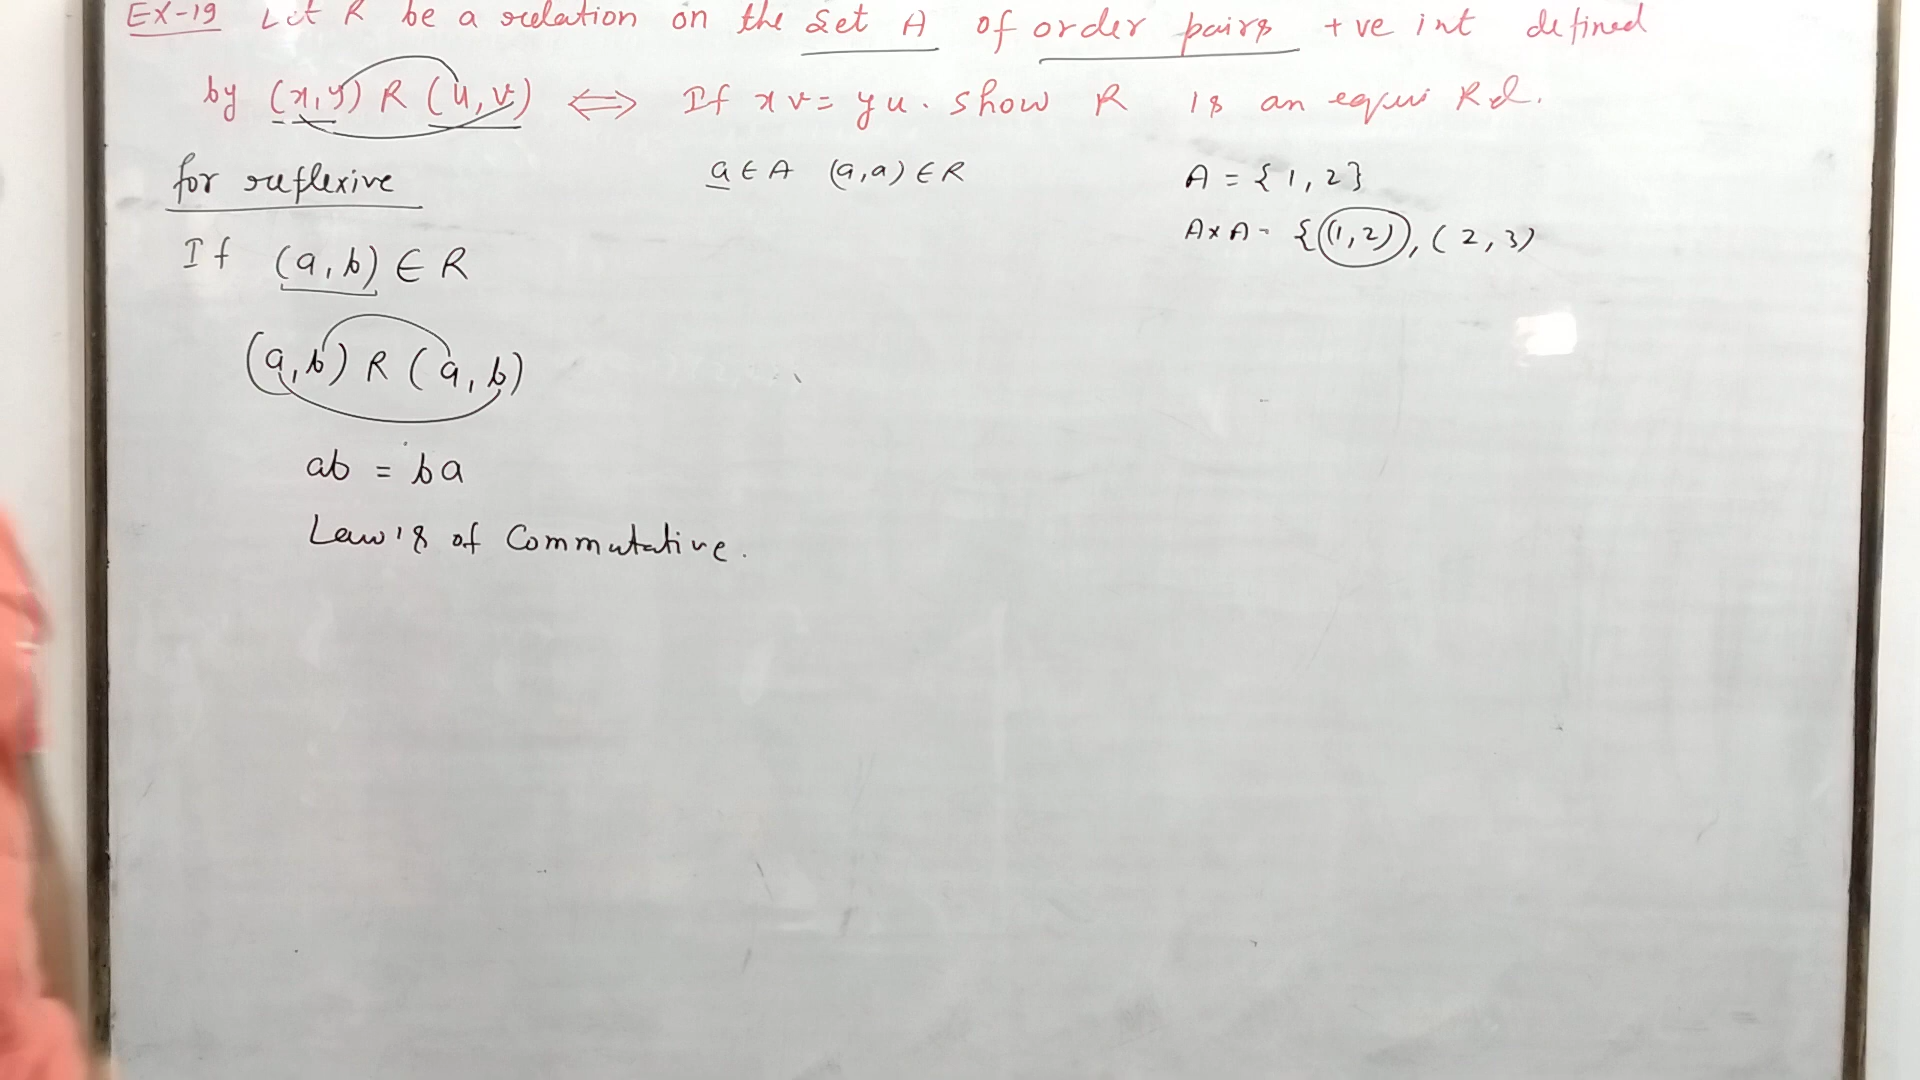 EX-19 Let R be a relation on the set A of order pairs +ve int defined
by (x,y) R (u,v) ⟺ If xv = yu. show R is an equi Rel.
for reflexive
a ∈ A (a,a) ∈ R
A = {1,2}
A×A = {(1,2),(2,3)
If (a,b) ∈ R
(a,b) R (a,b)
ab = ba
Law's of Commutative.